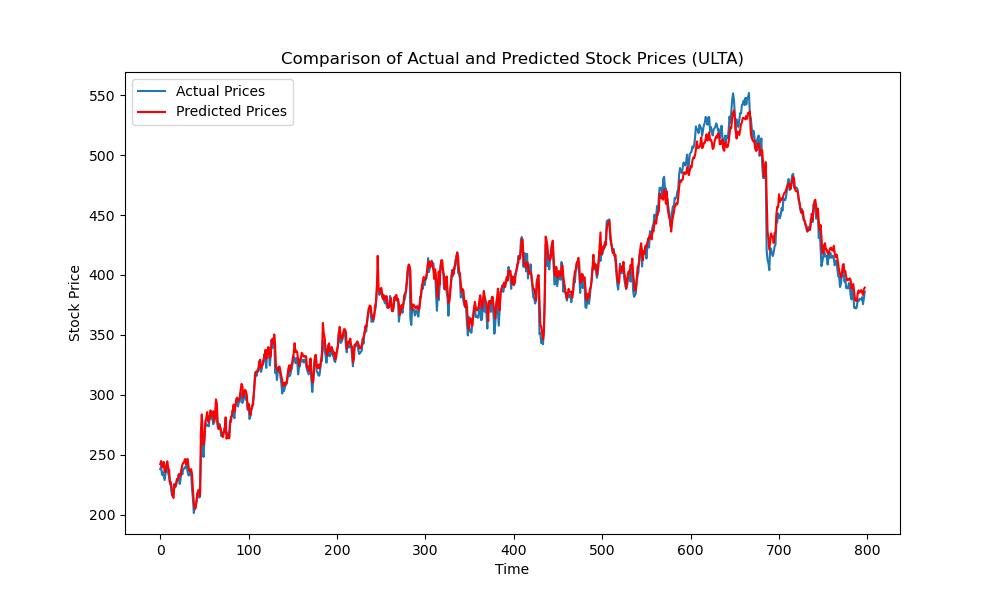 Comparison of Actual and Predicted Stock Prices (ULTA)
Actual Prices
Predicted Prices
550
500
450
400
350
300
250
200
Stock Price
0 100 200 300 400 500 600 700 800
Time